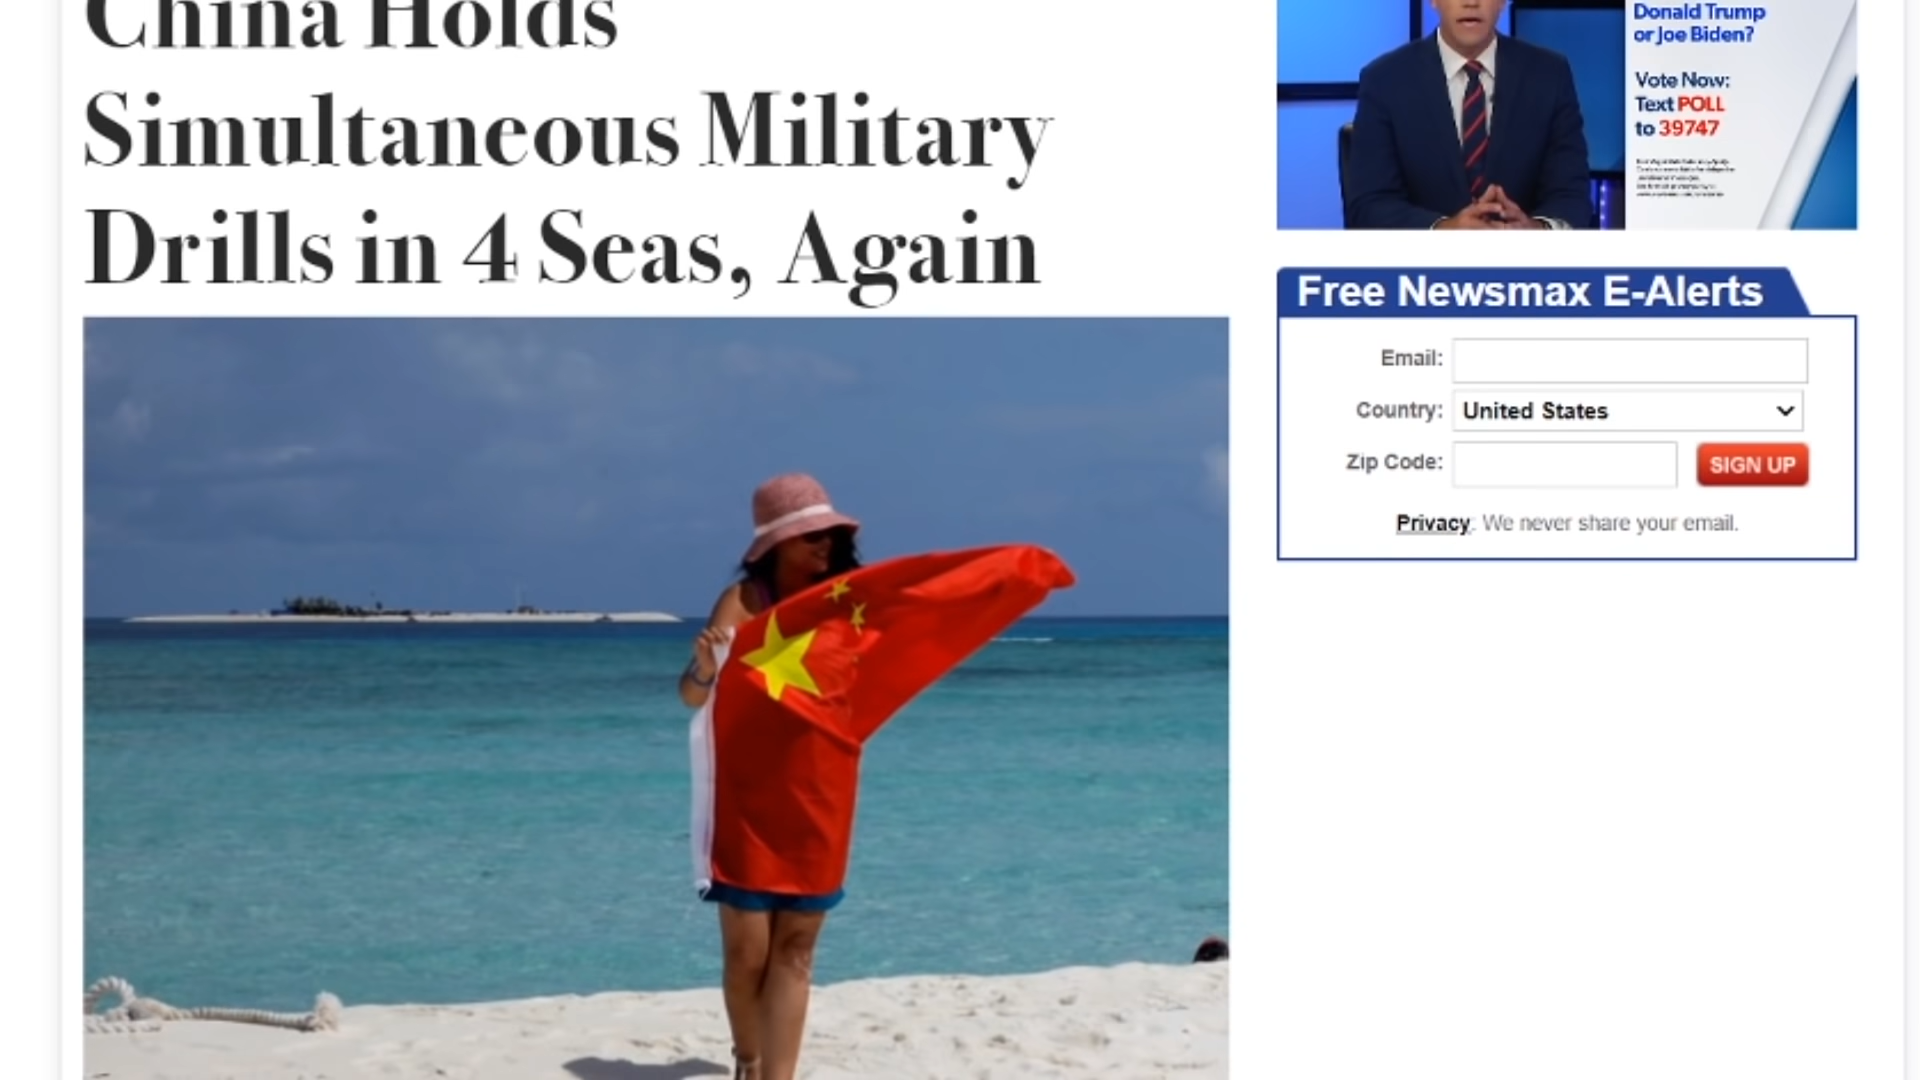 China Holds
Simultaneous Military
Drills in 4 Seas, Again
Donald Trump
or Joe Biden?
Vote Now:
Text POLL
to 39747
Free Newsmax E-Alerts
Email:
Country: United States
Zip Code: SIGN UP
Privacy: We never share your email.